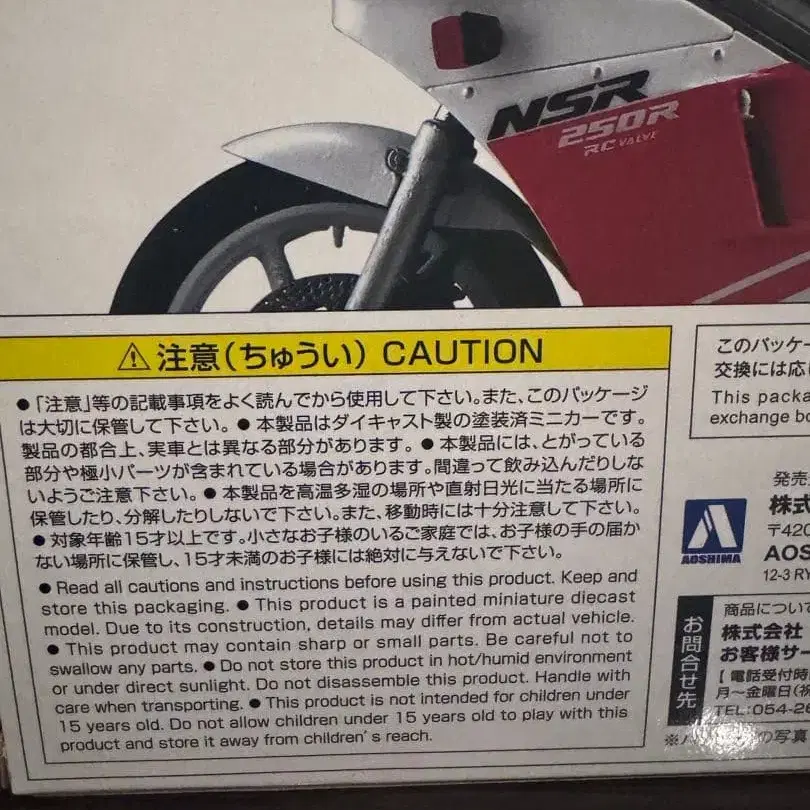 NSR
250R
RC VALVE
⚠注意(ちゅうい) CAUTION
●「注意」等の記載事項をよく読んでから使用して下さい。また、このパッケージ
は大切に保管して下さい。●本製品はダイキャスト製の塗装済ミニカーです。
製品の都合上、実車とは異なる部分があります。●本製品には、とがっている
部分や極小パーツが含まれている場合があります。間違って飲み込んだりしな
いようご注意下さい。●本製品を高温多湿の場所や直射日光に当たる場所に
保管したり、分解したりしないで下さい。また、移動時には十分注意して下さい。
●対象年齢15才以上です。小さなお子様のいるご家庭では、お子様の手の届か
ない場所に保管し、15才未満のお子様には絶対に与えないで下さい。
● Read all cautions and instructions before using this product. Keep and
store this packaging. ● This product is a painted miniature diecast
model. Due to its construction, details may differ from actual vehicle.
● This product may contain sharp or small parts. Be careful not to
swallow any parts. ● Do not store this product in hot/humid environment
or under direct sunlight. Do not disassemble this product. Handle with
care when transporting. ● This product is not intended for children under
15 years old. Do not allow children under 15 years old to play with this
product and store it away from children's reach.
このパッケー
交換には応
This packa
exchange bo
発売
株式
〒420
AOS
12-3 RY
AOSHIMA
お問合せ先
商品につい
株式会社
お客様サー
【電話受付時
月～金曜日(祝
TEL:054-26
の写真